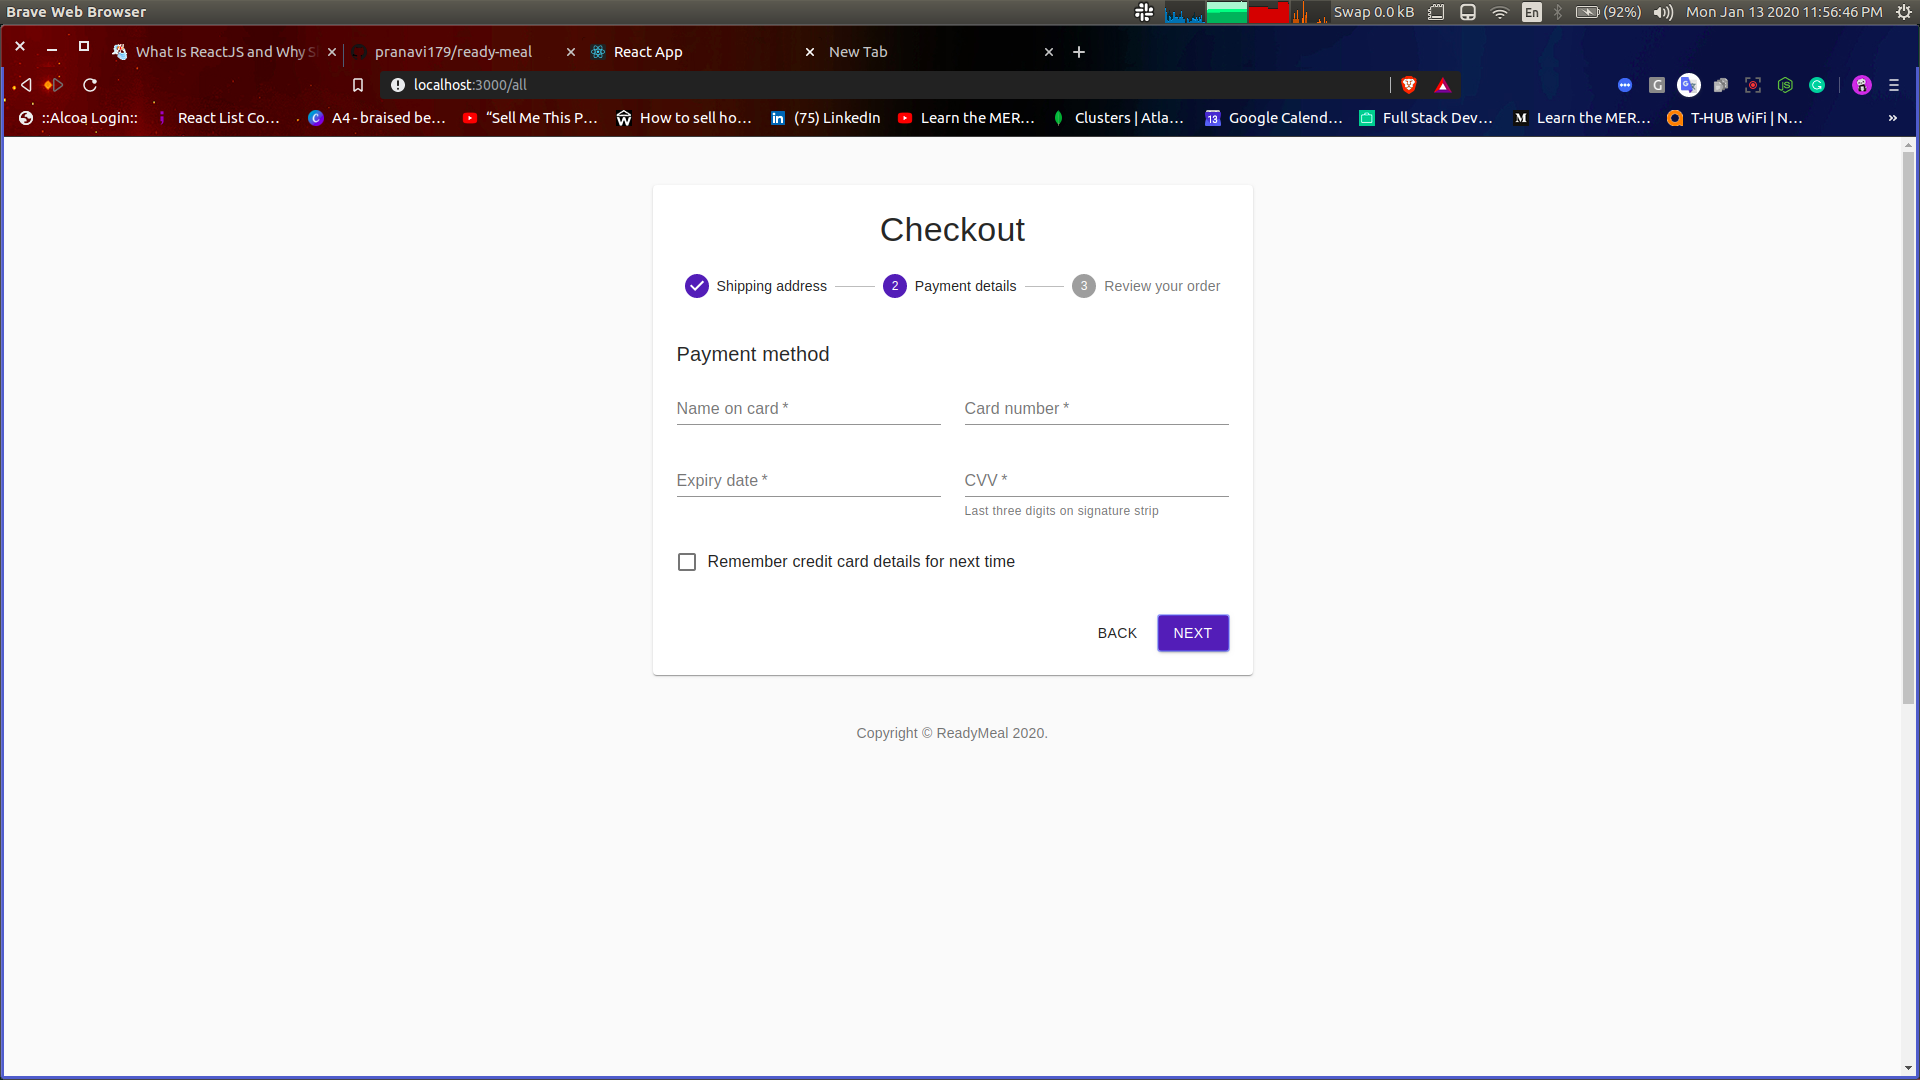 Brave Web Browser
Swap 0.0 kB
En
(92%)
Mon Jan 13 2020 11:56:46 PM
What Is ReactJS and Why S
pranavi179/ready-meal
React App
New Tab
localhost:3000/all
::Alcoa Login::
React List Co...
A4 - braised be...
“Sell Me This P...
How to sell ho...
(75) LinkedIn
Learn the MER...
Clusters | Atla...
13 Google Calend...
Full Stack Dev...
M Learn the MER...
T-HUB WiFi | N...
»
Checkout
Shipping address
2 Payment details
3 Review your order
Payment method
Name on card *
Card number *
Expiry date *
CVV *
Last three digits on signature strip
Remember credit card details for next time
BACK
NEXT
Copyright © ReadyMeal 2020.